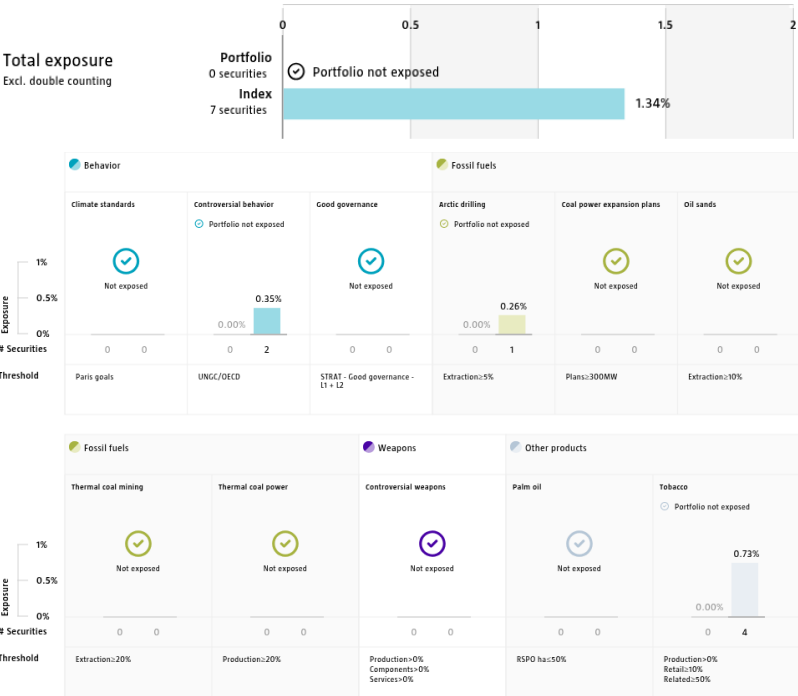 0 0.5 1 1.5 2
Total exposure
Excl. double counting
Portfolio
0 securities
Portfolio not exposed
Index
7 securities
1.34%
Behavior
Fossil fuels
Climate standards
Controversial behavior
Good governance
Arctic drilling
Coal power expansion plans
Oil sands
Portfolio not exposed
Portfolio not exposed
Exposure
1%
0.5%
0%
Not exposed
0.00% 0.35%
Not exposed
0.00% 0.26%
Not exposed
Not exposed
# Securities 0 0 0 2 0 0 0 1 0 0 0 0
Threshold
Paris goals
UNGC/OECD
STRAT - Good governance -
L1 + L2
Extraction≥5%
Plans≥300MW
Extraction≥10%
Fossil fuels
Weapons
Other products
Thermal coal mining
Thermal coal power
Controversial weapons
Palm oil
Tobacco
Portfolio not exposed
Exposure
1%
0.5%
0%
Not exposed
Not exposed
Not exposed
Not exposed
0.00% 0.73%
# Securities 0 0 0 0 0 0 0 0 0 4
Threshold
Extraction≥20%
Production≥20%
Production>0%
Components>0%
Services>0%
RSPO ha≤50%
Production>0%
Retail≥10%
Related≥50%